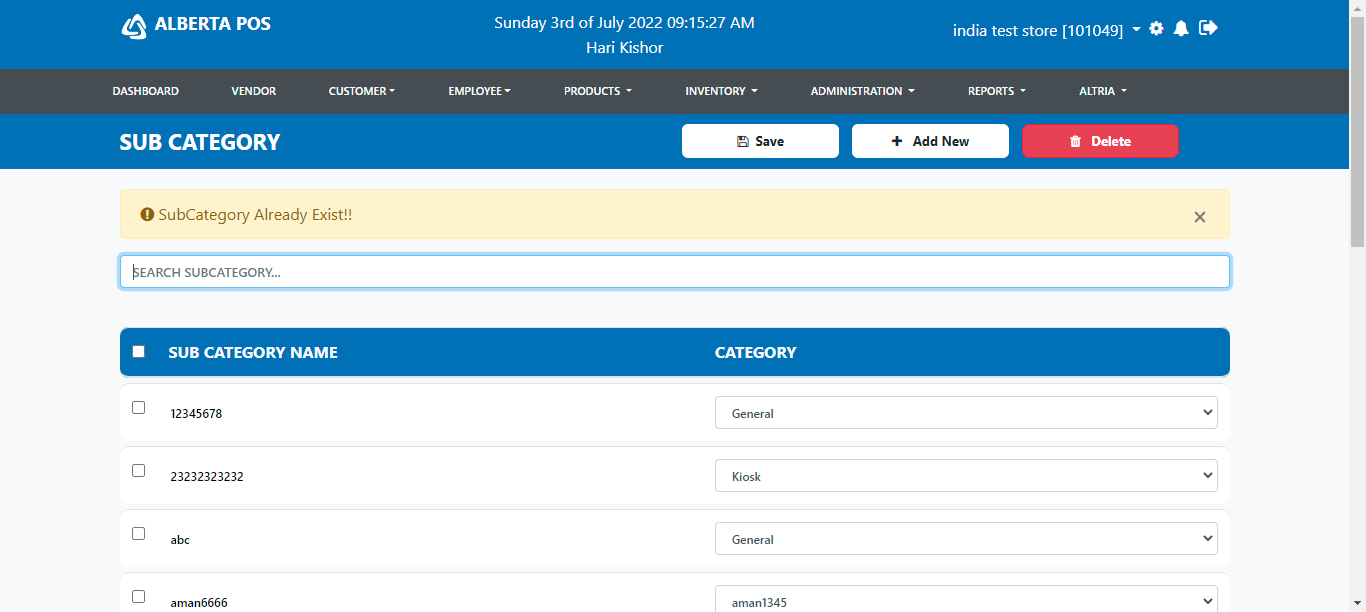 ALBERTA POS
Sunday 3rd of July 2022 09:15:27 AM
Hari Kishor
india test store [101049]
DASHBOARD VENDOR CUSTOMER EMPLOYEE PRODUCTS INVENTORY ADMINISTRATION REPORTS ALTRIA
SUB CATEGORY
Save Add New Delete
SubCategory Already Exist!! ×
SEARCH SUBCATEGORY...
SUB CATEGORY NAME CATEGORY
12345678 General
23232323232 Kiosk
abc General
aman6666 aman1345